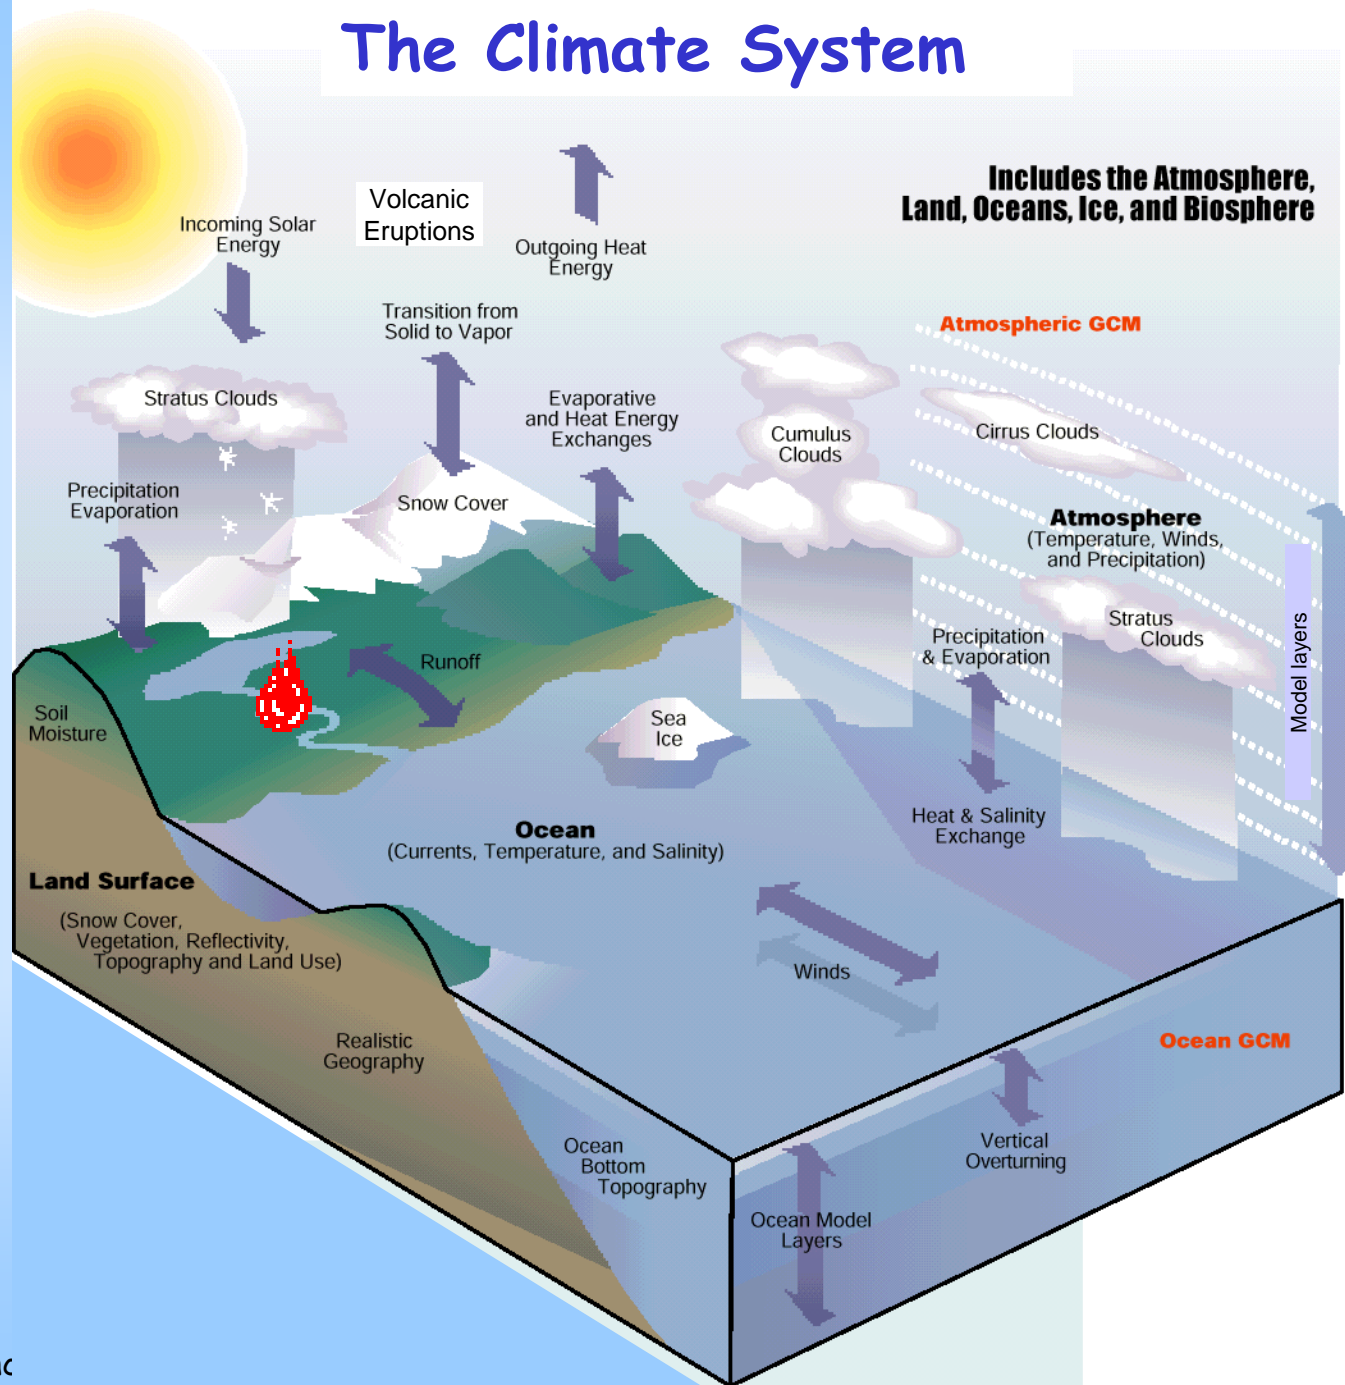 The Climate System
Includes the Atmosphere,
Land, Oceans, Ice, and Biosphere
Volcanic
Eruptions
Incoming Solar
Energy
Outgoing Heat
Energy
Transition from
Solid to Vapor
Atmospheric GCM
Stratus Clouds
Evaporative
and Heat Energy
Exchanges
Cumulus
Clouds
Cirrus Clouds
Precipitation
Evaporation
Snow Cover
Atmosphere
(Temperature, Winds,
and Precipitation)
Stratus
Clouds
Precipitation
& Evaporation
Model layers
Runoff
Soil
Moisture
Sea
Ice
Heat & Salinity
Exchange
Ocean
(Currents, Temperature, and Salinity)
Land Surface
(Snow Cover,
Vegetation, Reflectivity,
Topography and Land Use)
Winds
Realistic
Geography
Ocean GCM
Vertical
Overturning
Ocean
Bottom
Topography
Ocean Model
Layers